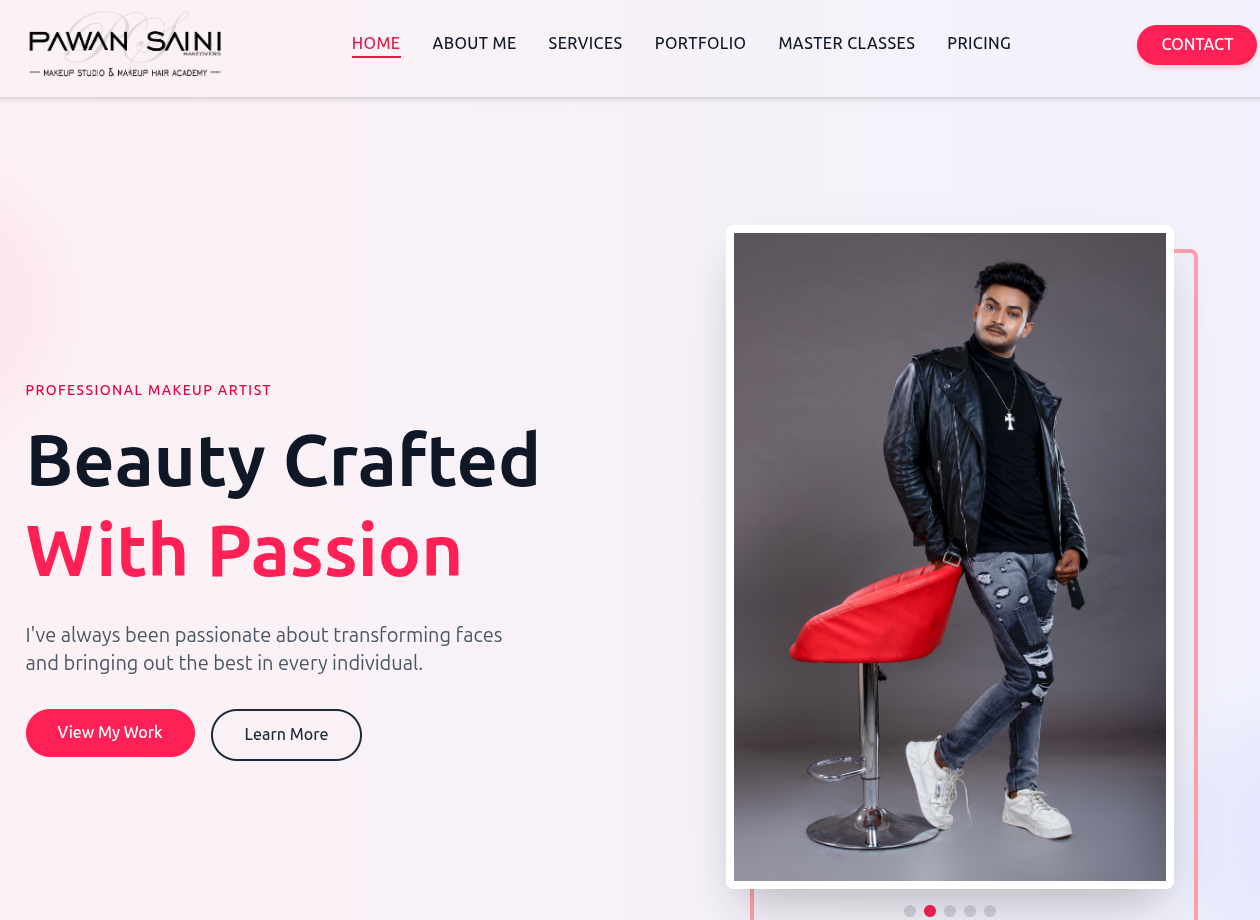 PAWAN SAINI
MAKEOVERS
MAKEUP STUDIO & MAKEUP HAIR ACADEMY
HOME
ABOUT ME
SERVICES
PORTFOLIO
MASTER CLASSES
PRICING
CONTACT
PROFESSIONAL MAKEUP ARTIST
Beauty Crafted
With Passion
I've always been passionate about transforming faces
and bringing out the best in every individual.
View My Work
Learn More